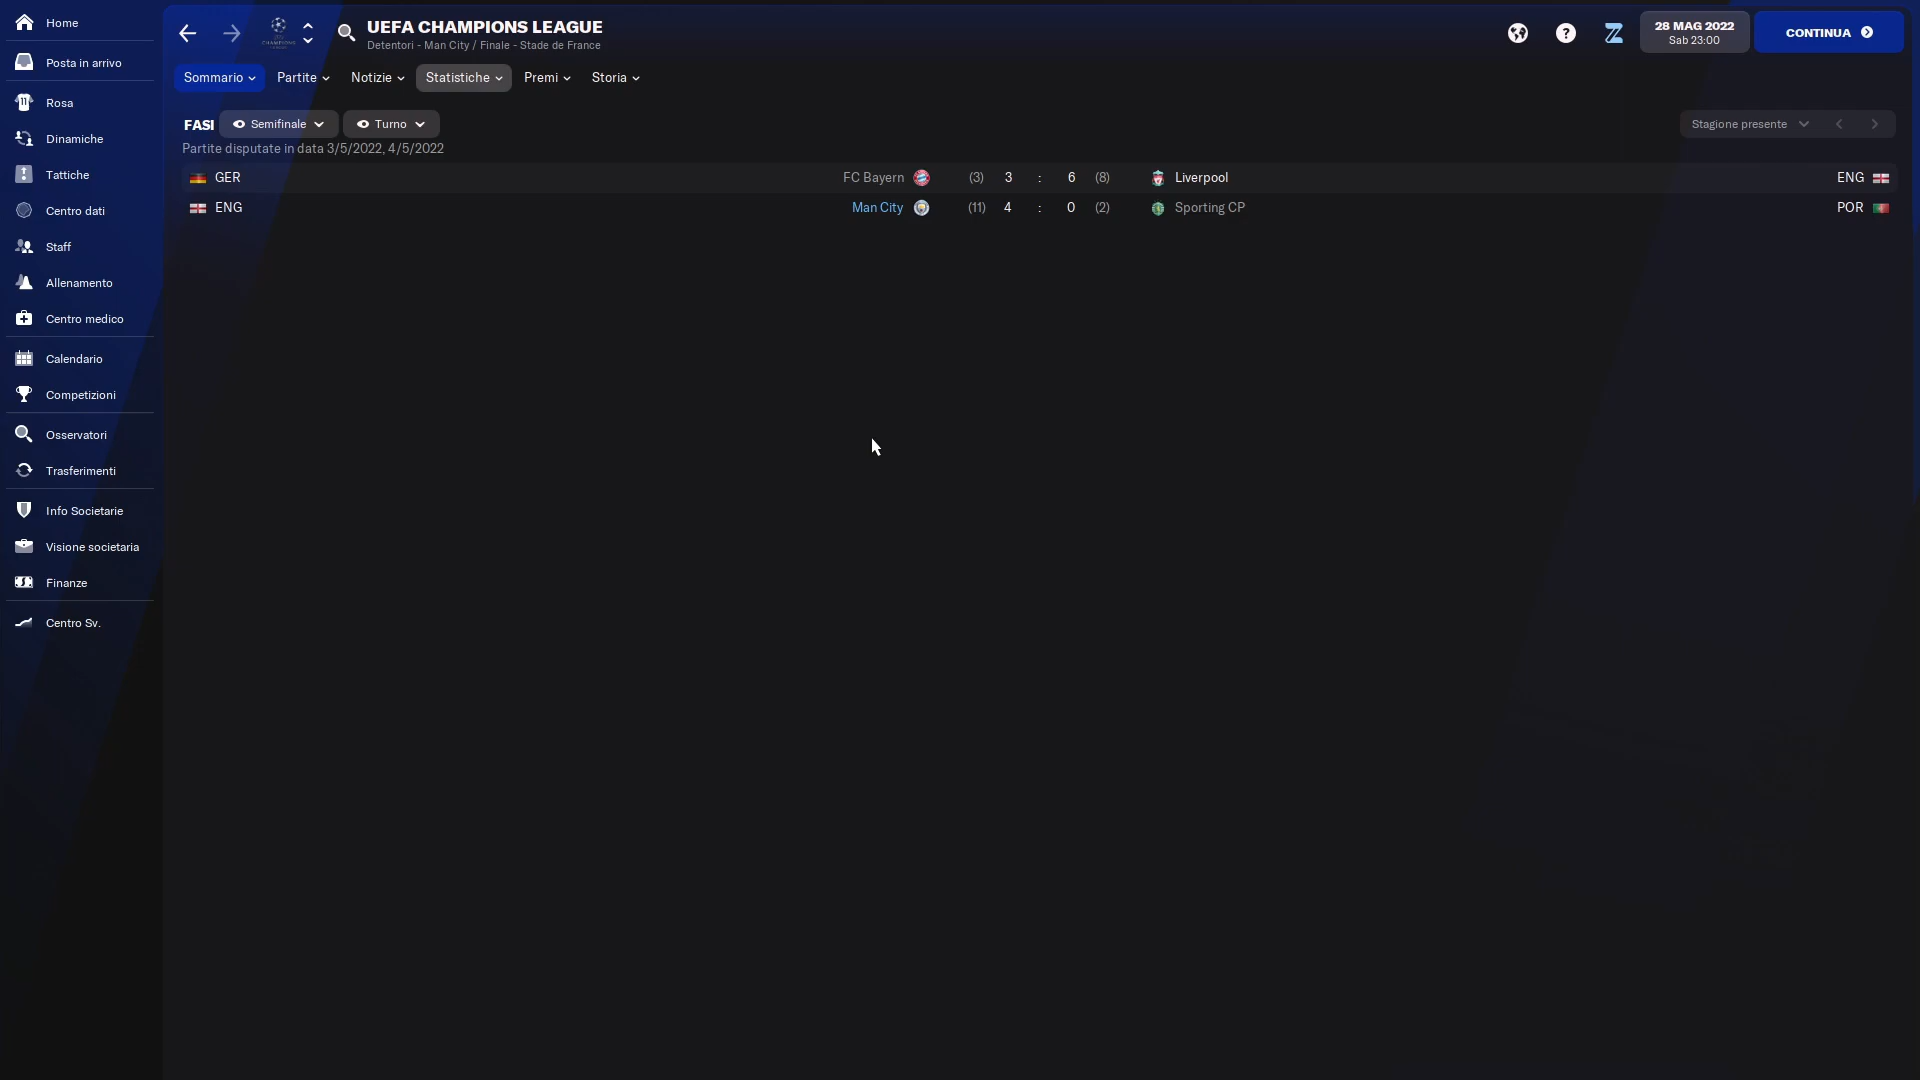 Home
Posta in arrivo
Rosa
Dinamiche
Tattiche
Centro dati
Staff
Allenamento
Centro medico
Calendario
Competizioni
Osservatori
Trasferimenti
Info Societarie
Visione societaria
Finanze
Centro Sv.
UEFA CHAMPIONS LEAGUE
Detentori - Man City / Finale - Stade de France
28 MAG 2022
Sab 23:00
CONTINUA
Sommario Partite Notizie Statistiche Premi Storia
FASI Semifinale Turno Stagione presente
Partite disputate in data 3/5/2022, 4/5/2022
GER FC Bayern (3) 3 : 6 (8) Liverpool ENG
ENG Man City (11) 4 : 0 (2) Sporting CP POR